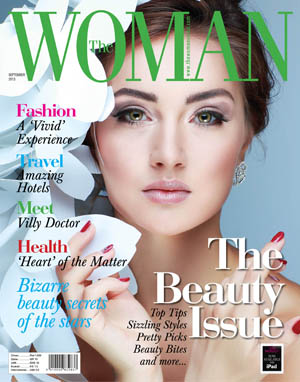 The WOMAN
SEPTEMBER
2013
Fashion
A 'Vivid'
Experience
Travel
Amazing
Hotels
Meet
Villy Doctor
Health
'Heart' of the Matter
Bizarre
beauty secrets
of the stars
The
Beauty
Issue
Top Tips
Sizzling Styles
Pretty Picks
Beauty Bites
and more...
iPad